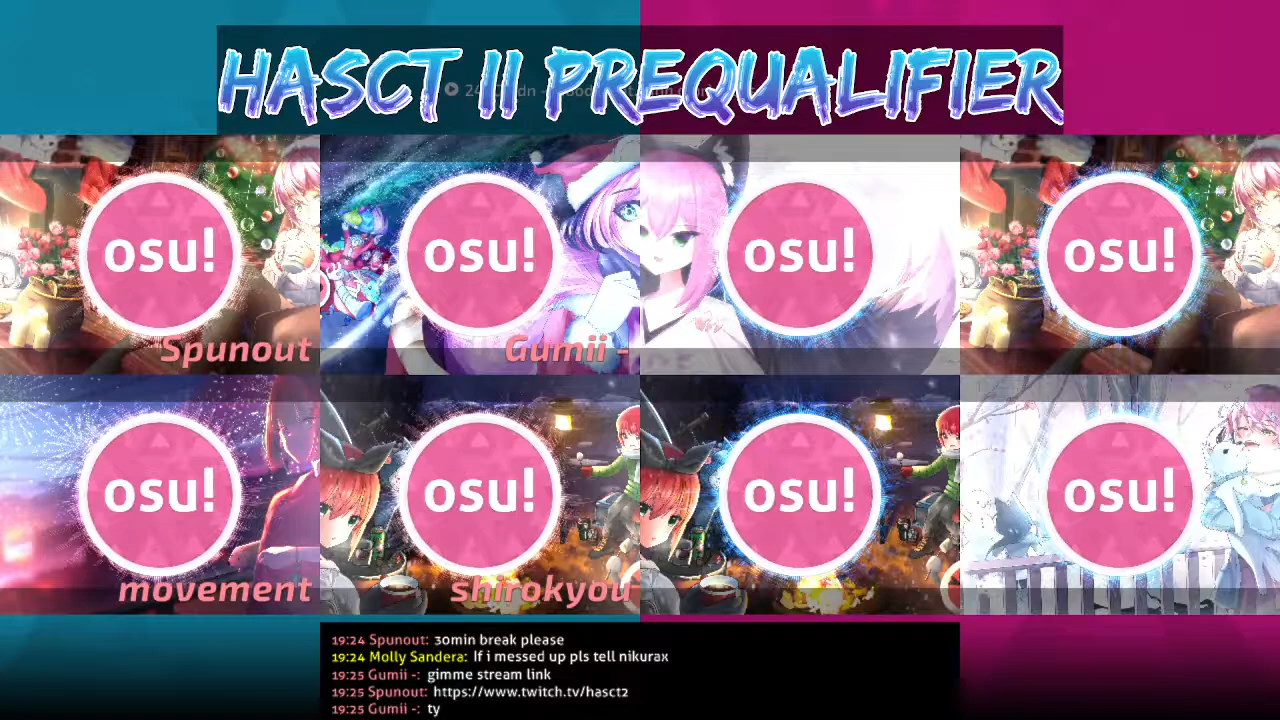 HASCT II PREQUALIFIER
osu!
osu!
osu!
osu!
Spunout
Gumii -
osu!
osu!
osu!
osu!
movement
shirokyou
19:24 Spunout: 30min break please
19:24 Molly Sandera: If i messed up pls tell nikurax
19:25 Gumii -: gimme stream link
19:25 Spunout: https://www.twitch.tv/hasct2
19:25 Gumii -: ty